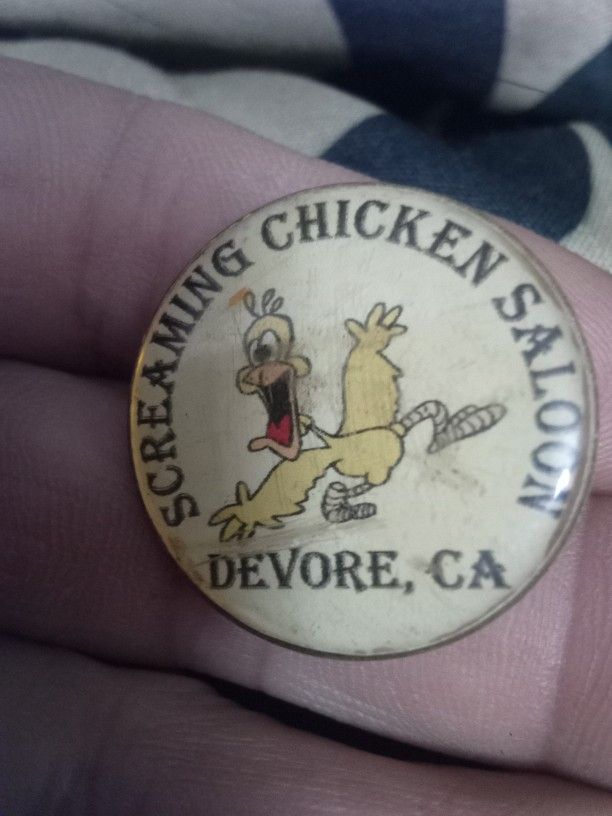 SCREAMING CHICKEN SALOON
DEVORE, CA